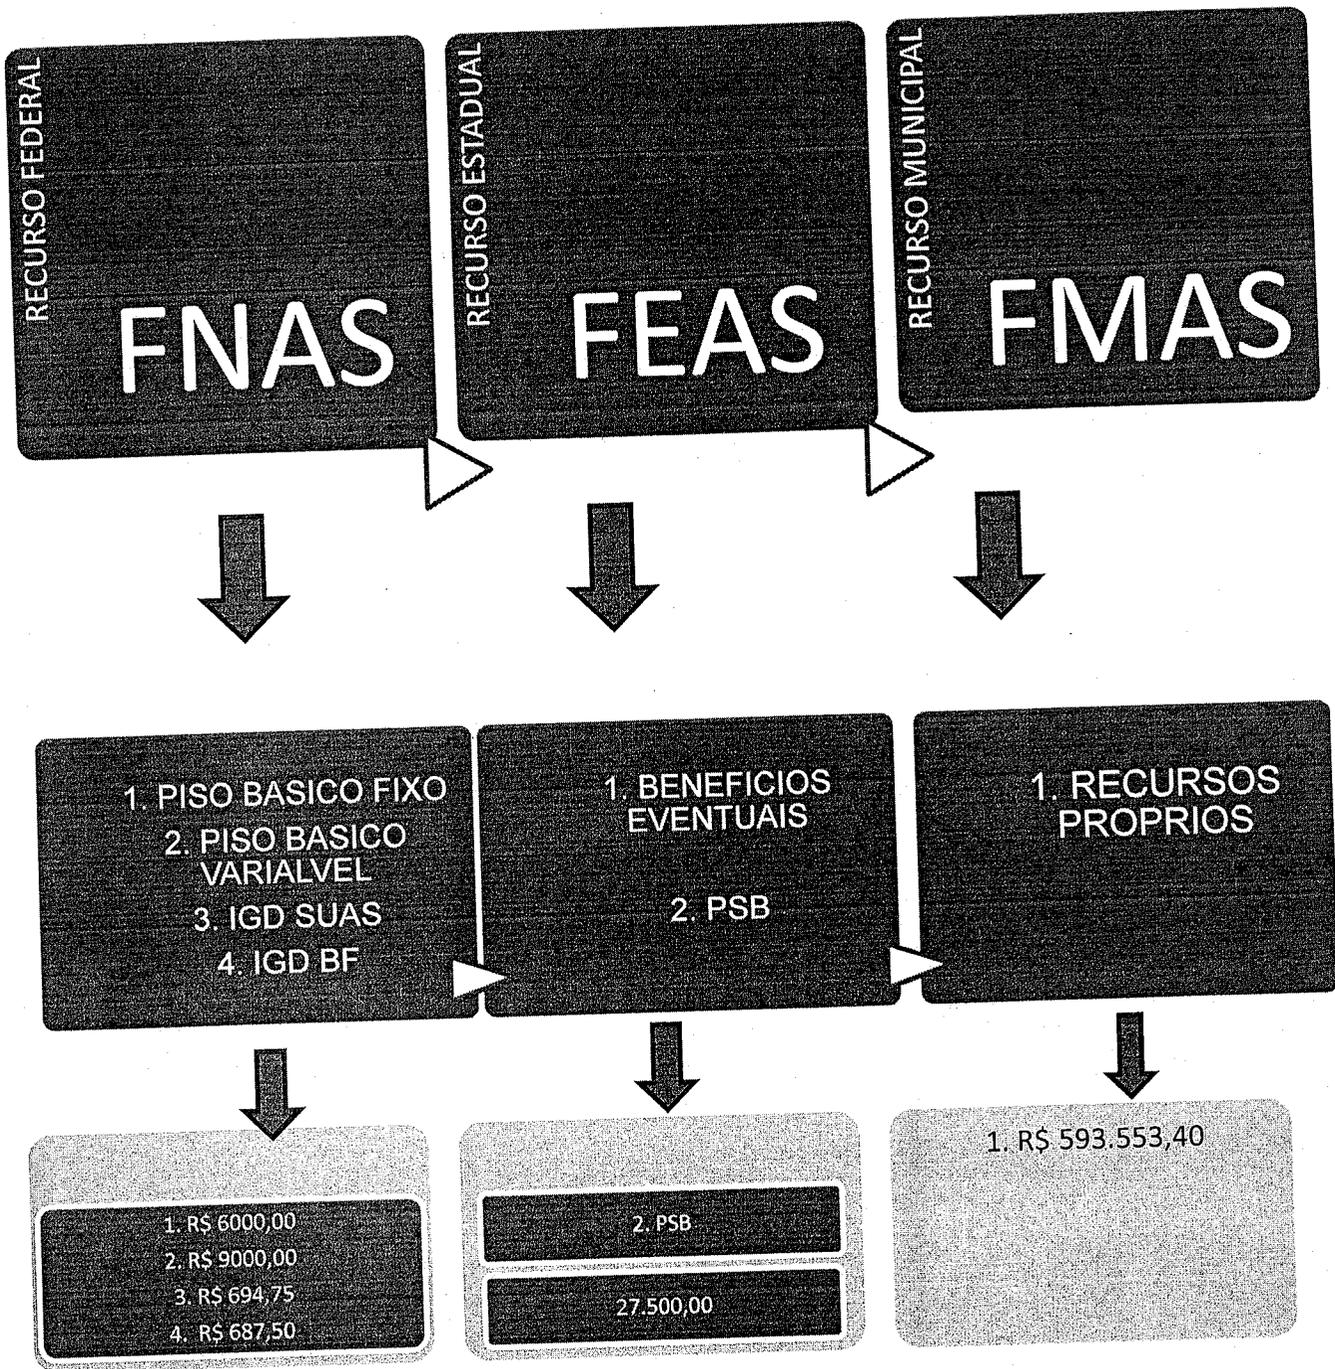 RECURSO FEDERAL
FNAS
RECURSO ESTADUAL
FEAS
RECURSO MUNICIPAL
FMAS
1. PISO BASICO FIXO
2. PISO BASICO
VARIALVEL
3. IGD SUAS
4. IGD BF
1. BENEFICIOS
EVENTUAIS
2. PSB
1. RECURSOS
PROPRIOS
1. R$ 6000,00
2. R$ 9000,00
3. R$ 694,75
4. R$ 687,50
2. PSB
27.500,00
1. R$ 593.553,40